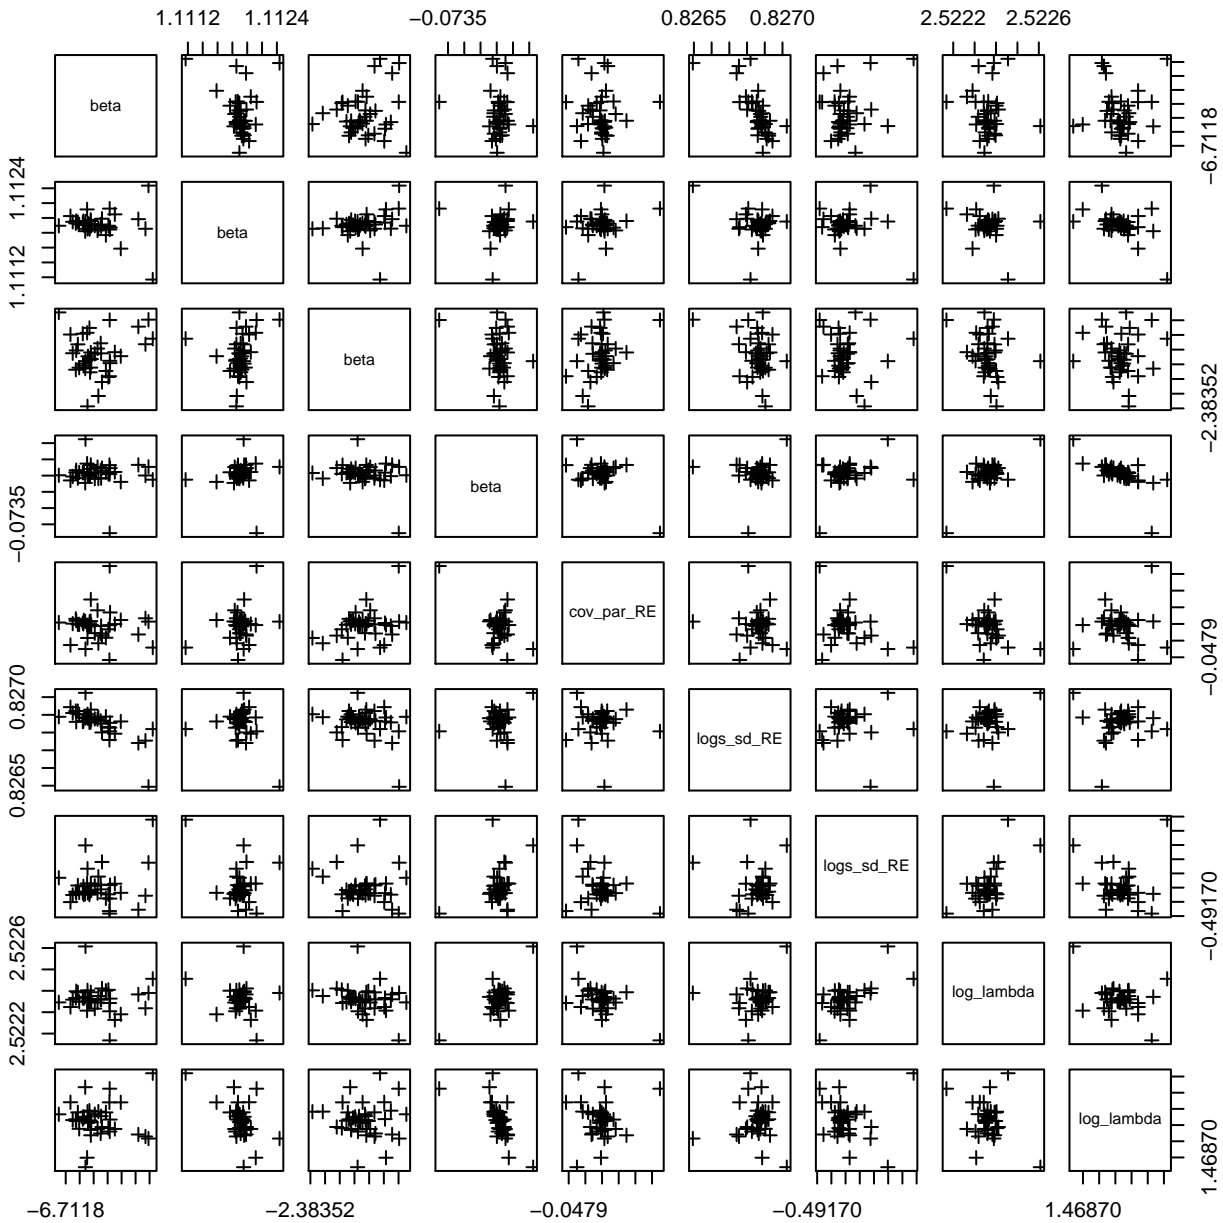 1.1112 1.1124 -0.0735 0.8265 0.8270 2.5222 2.5226
beta
-6.7118
1.1112 1.1124
beta
beta
-2.38352
-0.0735
beta
cov_par_RE
-0.0479
0.8265 0.8270
logs_sd_RE
logs_sd_RE
-0.49170
2.5222 2.5226
log_lambda
log_lambda
1.46870
-6.7118 -2.38352 -0.0479 -0.49170 1.46870